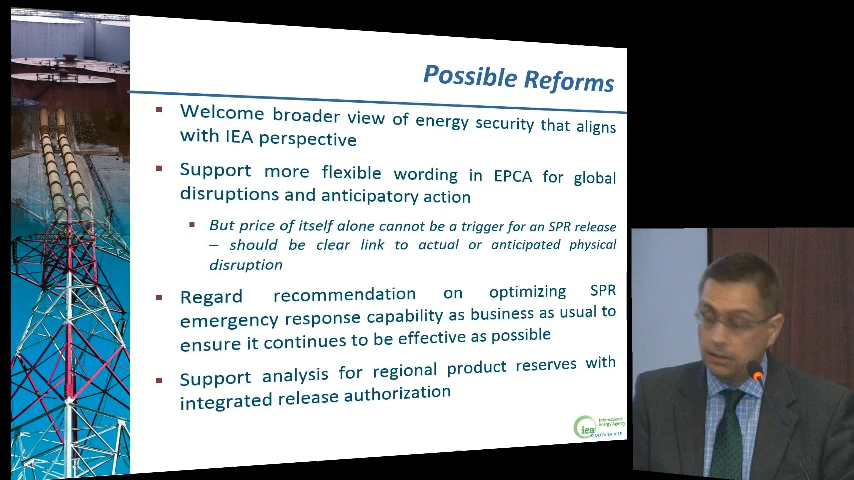 Possible Reforms
Welcome broader view of energy security that aligns
with IEA perspective
Support more flexible wording in EPCA for global
disruptions and anticipatory action
But price of itself alone cannot be a trigger for an SPR release
– should be clear link to actual or anticipated physical
disruption
Regard recommendation on optimizing SPR
emergency response capability as business as usual to
ensure it continues to be effective as possible
Support analysis for regional product reserves with
integrated release authorization
iea
International
Energy Agency